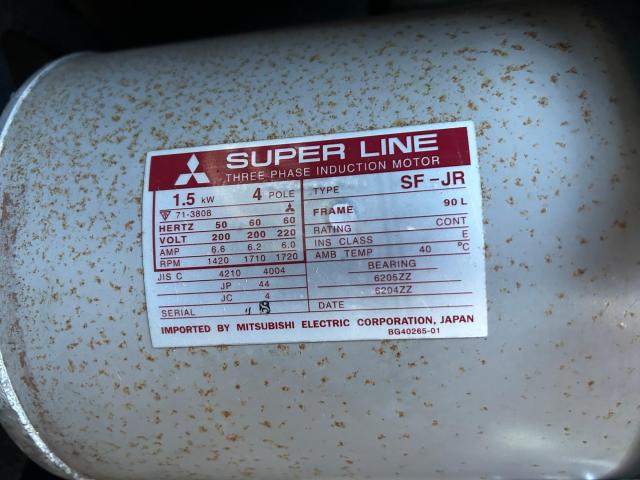 SUPER LINE
THREE PHASE INDUCTION MOTOR
1.5 kW 4 POLE
71-3808
HERTZ 50 60 60
VOLT 200 200 220
AMP 6.6 6.2 6.0
RPM 1420 1710 1720
JIS C 4210 4004
JP 44
JC 4
SERIAL
TYPE SF-JR
FRAME 90 L
RATING CONT
INS CLASS E
AMB TEMP 40 °C
BEARING
6205ZZ
6204ZZ
DATE
IMPORTED BY MITSUBISHI ELECTRIC CORPORATION, JAPAN
BG40265-01